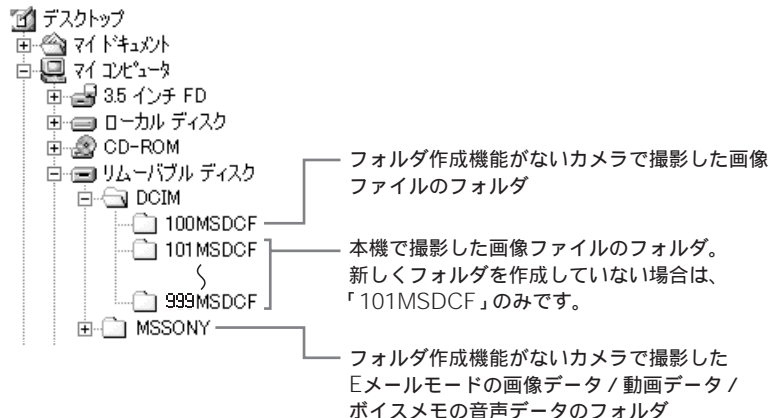 デスクトップ
マイ ドキュメント
マイ コンピュータ
3.5 インチ FD
ローカル ディスク
CD-ROM
リムーバブル ディスク
DCIM
100MSDCF
101MSDCF
〜
999MSDCF
MSSONY
フォルダ作成機能がないカメラで撮影した画像
ファイルのフォルダ
本機で撮影した画像ファイルのフォルダ。
新しくフォルダを作成していない場合は、
「101MSDCF」のみです。
フォルダ作成機能がないカメラで撮影した
Eメールモードの画像データ / 動画データ /
ボイスメモの音声データのフォルダ